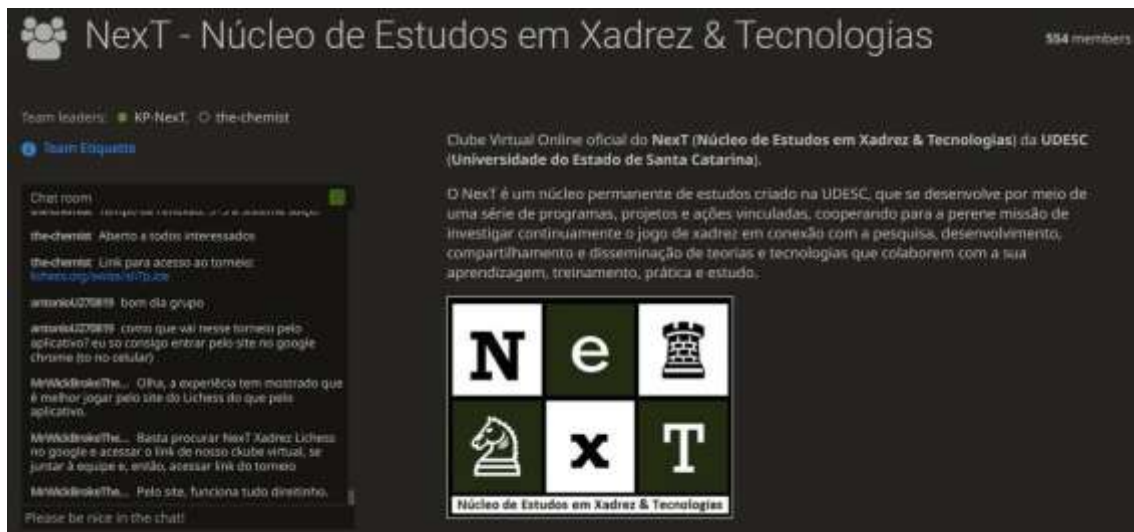 NexT - Núcleo de Estudos em Xadrez & Tecnologias
554 members
Team leaders: KP-NexT, the-chemist
Team Etiquette
Chat room
the-chemist Aberto a todos interessados
the-chemist Link para acesso ao torneio:
bom dia grupo
como que vai nesse torneio pelo
aplicativo? eu so consigo entrar pelo site no google
chrome (to no celular)
MrWickBrokeThe... Olha, a experiêcia tem mostrado que
é melhor jogar pelo site do Lichess do que pelo
aplicativo.
MrWickBrokeThe... Basta procurar NexT Xadrez Lichess
no google e acessar o link de nosso ckube virtual, se
juntar à equipe e, então, acessar link do torneio
MrWickBrokeThe... Pelo site, funciona tudo direitinho.
Please be nice in the chat!
Clube Virtual Online oficial do NexT (Núcleo de Estudos em Xadrez & Tecnologias) da UDESC
(Universidade do Estado de Santa Catarina).
O NexT é um núcleo permanente de estudos criado na UDESC, que se desenvolve por meio de
uma série de programas, projetos e ações vinculadas, cooperando para a perene missão de
investigar continuamente o jogo de xadrez em conexão com a pesquisa, desenvolvimento,
compartilhamento e disseminação de teorias e tecnologias que colaborem com a sua
aprendizagem, treinamento, prática e estudo.
N e
x T
Núcleo de Estudos em Xadrez & Tecnologias